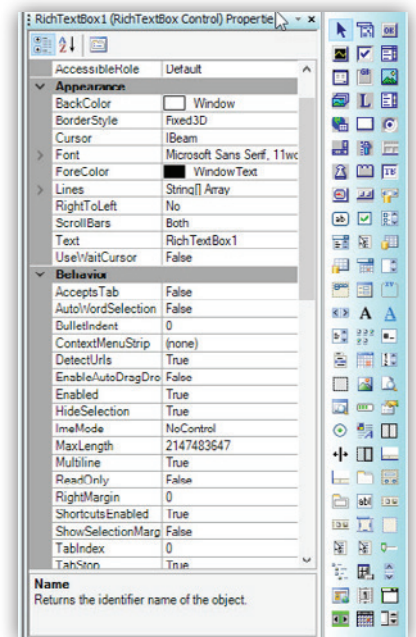 RichTextBox1 (RichTextBox Control) Properties
AccessibleRole Default
Appearance
BackColor Window
BorderStyle Fixed3D
Cursor IBeam
Font Microsoft Sans Serif, 11wo
ForeColor WindowText
Lines String[] Array
RightToLeft No
ScrollBars Both
Text RichTextBox1
UseWaitCursor False
Behavior
AcceptsTab False
AutoWordSelection False
BulletIndent 0
ContextMenuStrip (none)
DetectUrls True
EnableAutoDragDro False
Enabled True
HideSelection True
ImeMode NoControl
MaxLength 2147483647
Multiline True
ReadOnly False
RightMargin 0
ShortcutsEnabled True
ShowSelectionMarg False
TabIndex 0
TabStop True
Name
Returns the identifier name of the object.